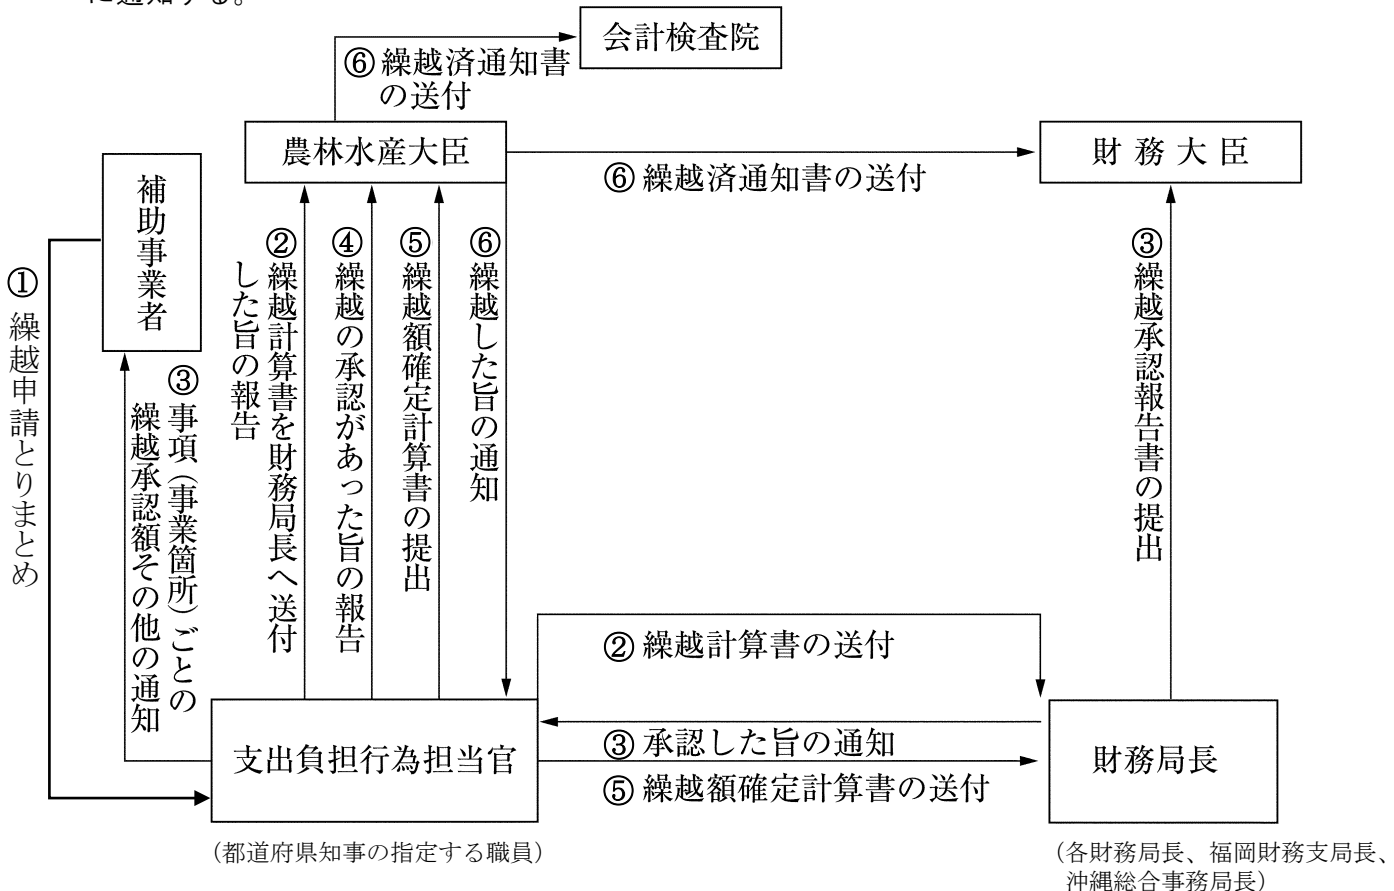 に通知する。
会計検査院
⑥繰越済通知書
の送付
農林水産大臣
財務大臣
⑥繰越済通知書の送付
補助事業者
①繰越申請とりまとめ
③事項(事業箇所)ごとの
繰越承認額その他の通知
②繰越計算書を財務局長へ送付
した旨の報告
④繰越の承認があった旨の報告
⑤繰越額確定計算書の提出
⑥繰越した旨の通知
③繰越承認報告書の提出
②繰越計算書の送付
③承認した旨の通知
⑤繰越額確定計算書の送付
支出負担行為担当官
財務局長
(都道府県知事の指定する職員)
(各財務局長、福岡財務支局長、
沖縄総合事務局長)